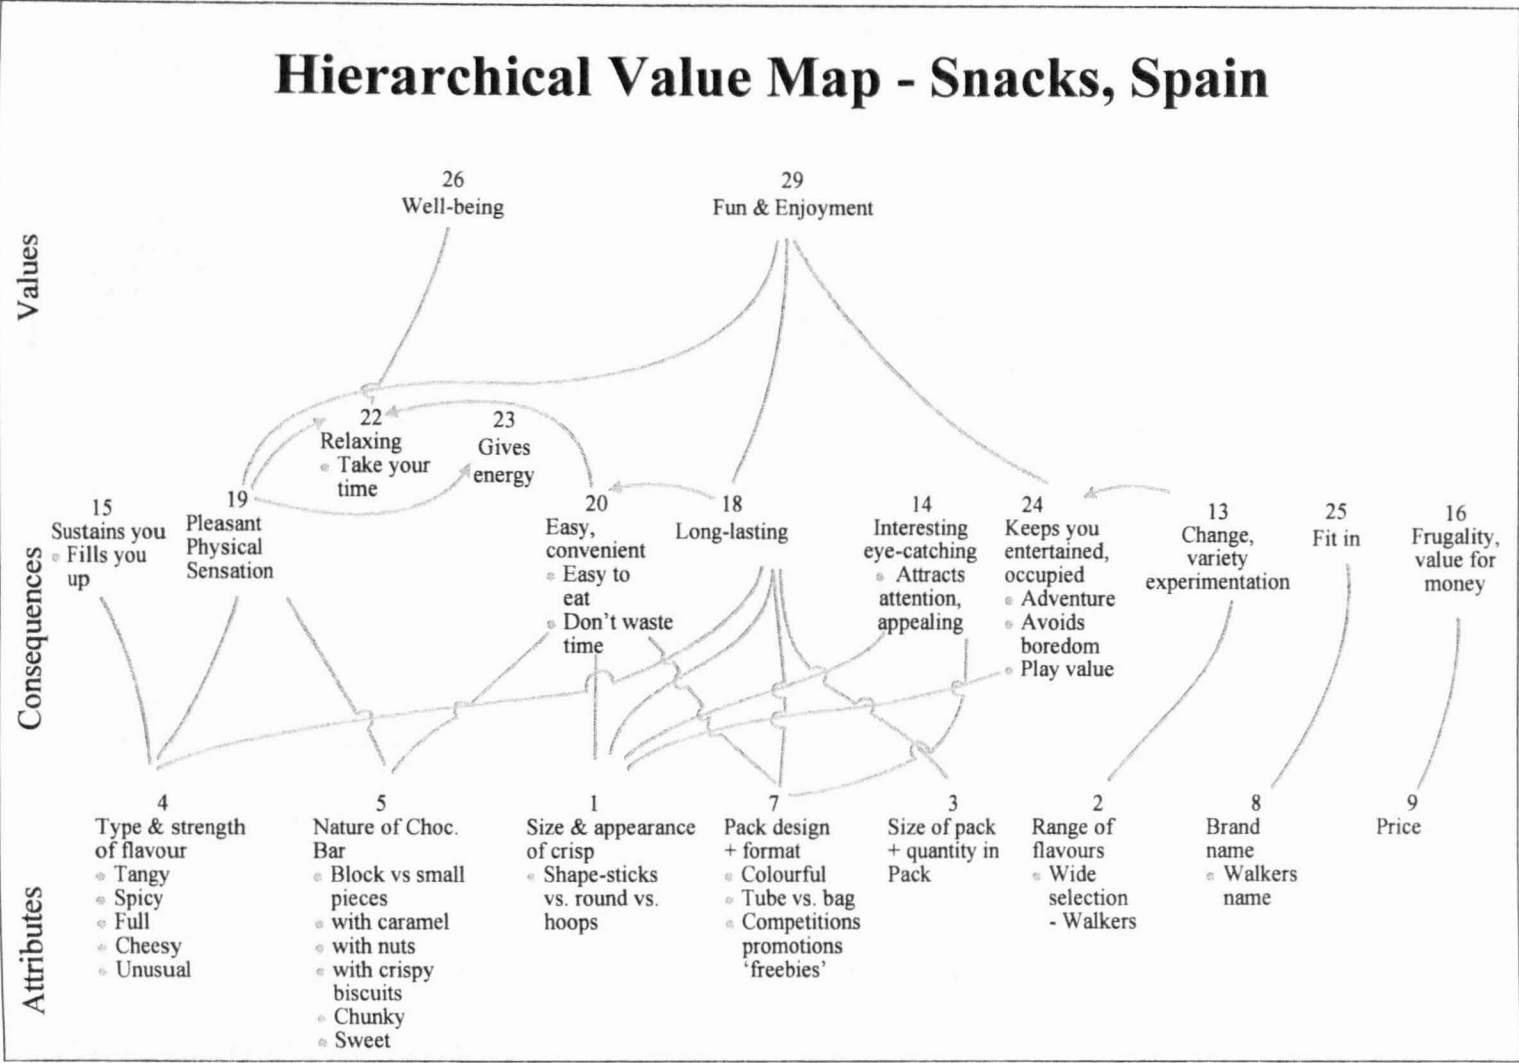 Hierarchical Value Map - Snacks, Spain
Values
26
Well-being
29
Fun & Enjoyment
Consequences
22
Relaxing
Take your
time
23
Gives
energy
15
Sustains you
Fills you
up
19
Pleasant
Physical
Sensation
20
Easy,
convenient
Easy to
eat
Don't waste
time
18
Long-lasting
14
Interesting
eye-catching
Attracts
attention,
appealing
24
Keeps you
entertained,
occupied
Adventure
Avoids
boredom
Play value
13
Change,
variety
experimentation
25
Fit in
16
Frugality,
value for
money
Attributes
4
Type & strength
of flavour
Tangy
Spicy
Full
Cheesy
Unusual
5
Nature of Choc.
Bar
Block vs small
pieces
with caramel
with nuts
with crispy
biscuits
Chunky
Sweet
1
Size & appearance
of crisp
Shape-sticks
vs. round vs.
hoops
7
Pack design
+ format
Colourful
Tube vs. bag
Competitions
promotions
'freebies'
3
Size of pack
+ quantity in
Pack
2
Range of
flavours
Wide
selection
- Walkers
8
Brand
name
Walkers
name
9
Price